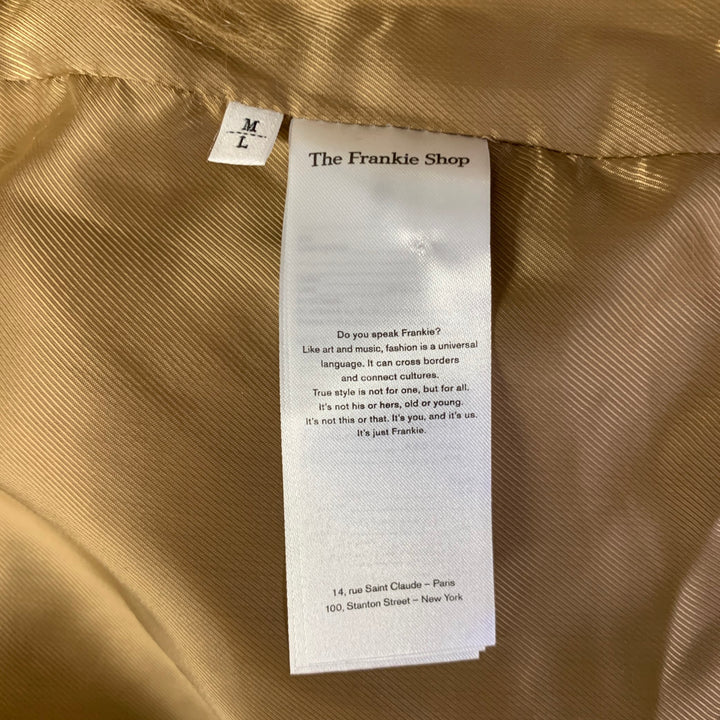 M
L
The Frankie Shop
Do you speak Frankie?
Like art and music, fashion is a universal
language. It can cross borders
and connect cultures.
True style is not for one, but for all.
It's not his or hers, old or young.
It's not this or that. It's you, and it's us.
It's just Frankie.
14, rue Saint Claude – Paris
100, Stanton Street – New York